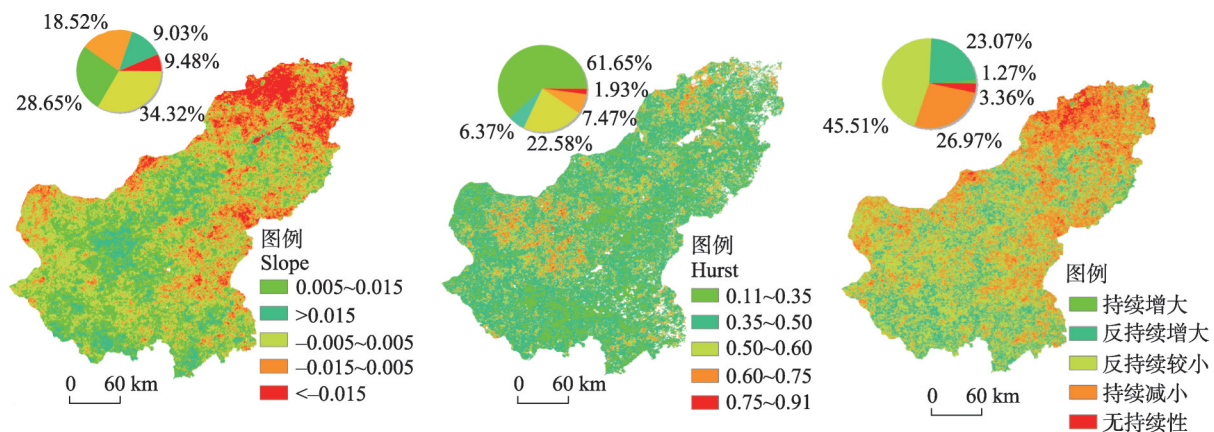 18.52%
9.03%
9.48%
28.65%
34.32%
图例
Slope
0.005~0.015
>0.015
–0.005~0.005
–0.015~0.005
<–0.015
0 60 km
61.65%
1.93%
7.47%
6.37%
22.58%
图例
Hurst
0.11~0.35
0.35~0.50
0.50~0.60
0.60~0.75
0.75~0.91
0 60 km
23.07%
1.27%
3.36%
45.51%
26.97%
图例
持续增大
反持续增大
反持续较小
持续减小
无持续性
0 60 km